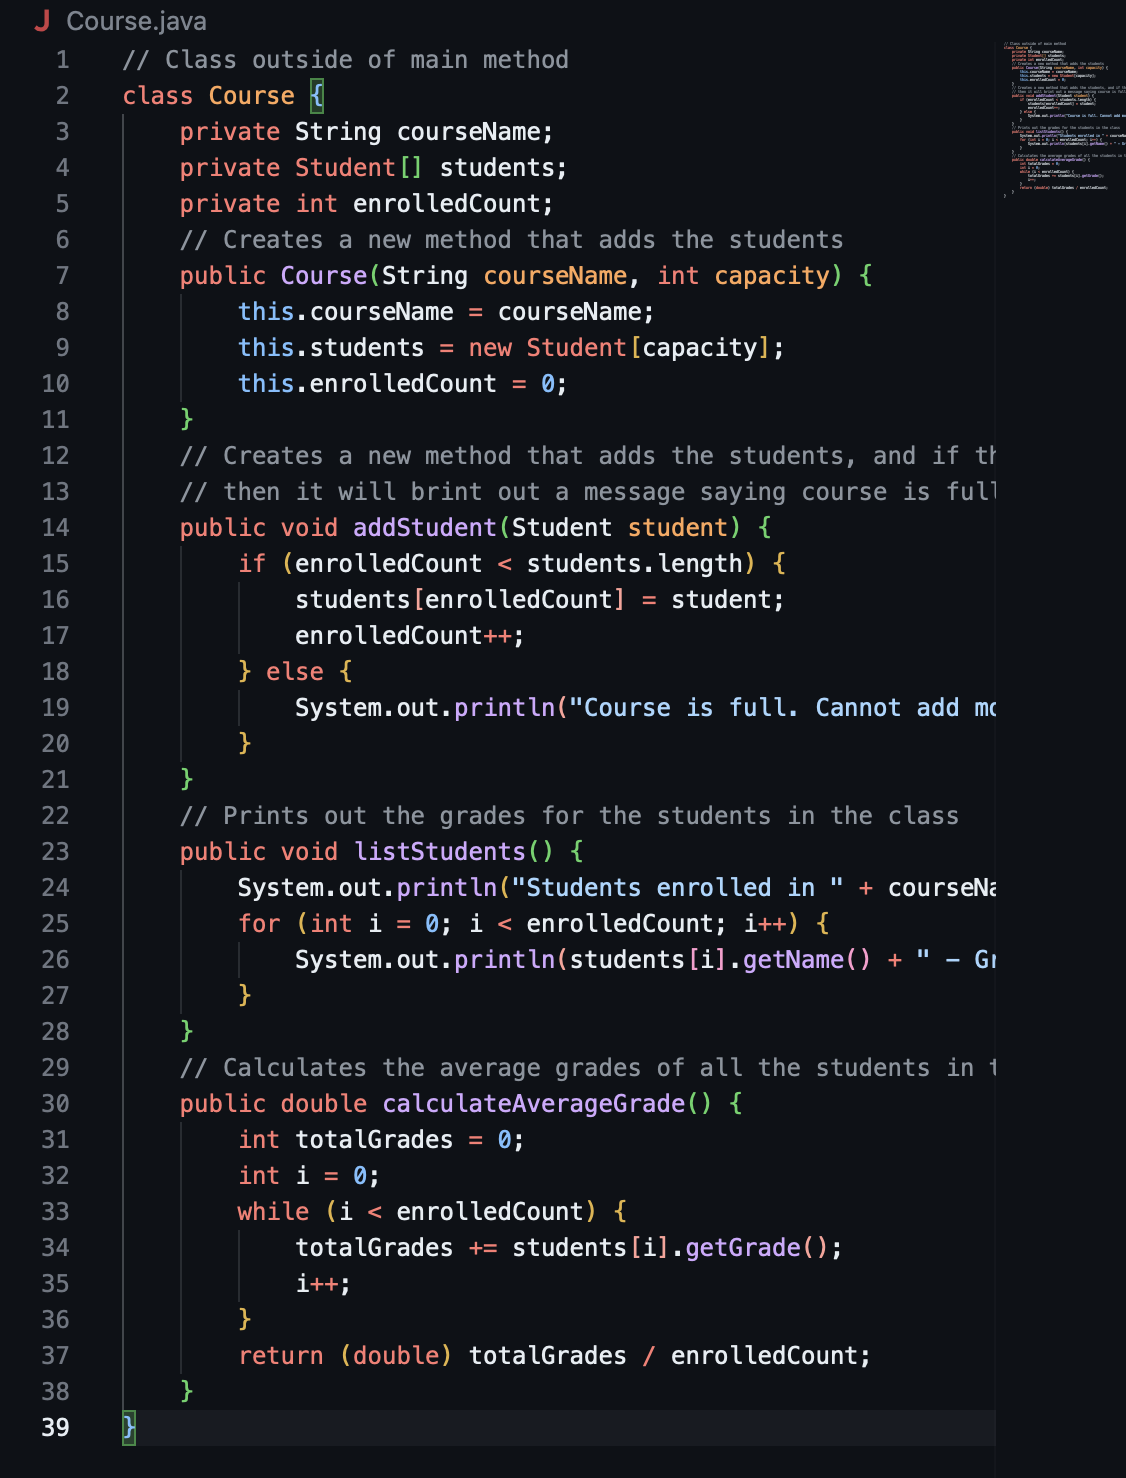 J Course.java
1 // Class outside of main method
2 class Course {
3 private String courseName;
4 private Student[] students;
5 private int enrolledCount;
6 // Creates a new method that adds the students
7 public Course(String courseName, int capacity) {
8 this.courseName = courseName;
9 this.students = new Student[capacity];
10 this.enrolledCount = 0;
11 }
12 // Creates a new method that adds the students, and if th
13 // then it will brint out a message saying course is full
14 public void addStudent(Student student) {
15 if (enrolledCount < students.length) {
16 students[enrolledCount] = student;
17 enrolledCount++;
18 } else {
19 System.out.println("Course is full. Cannot add mo
20 }
21 }
22 // Prints out the grades for the students in the class
23 public void listStudents() {
24 System.out.println("Students enrolled in " + courseNa
25 for (int i = 0; i < enrolledCount; i++) {
26 System.out.println(students[i].getName() + " - Gr
27 }
28 }
29 // Calculates the average grades of all the students in t
30 public double calculateAverageGrade() {
31 int totalGrades = 0;
32 int i = 0;
33 while (i < enrolledCount) {
34 totalGrades += students[i].getGrade();
35 i++;
36 }
37 return (double) totalGrades / enrolledCount;
38 }
39 }